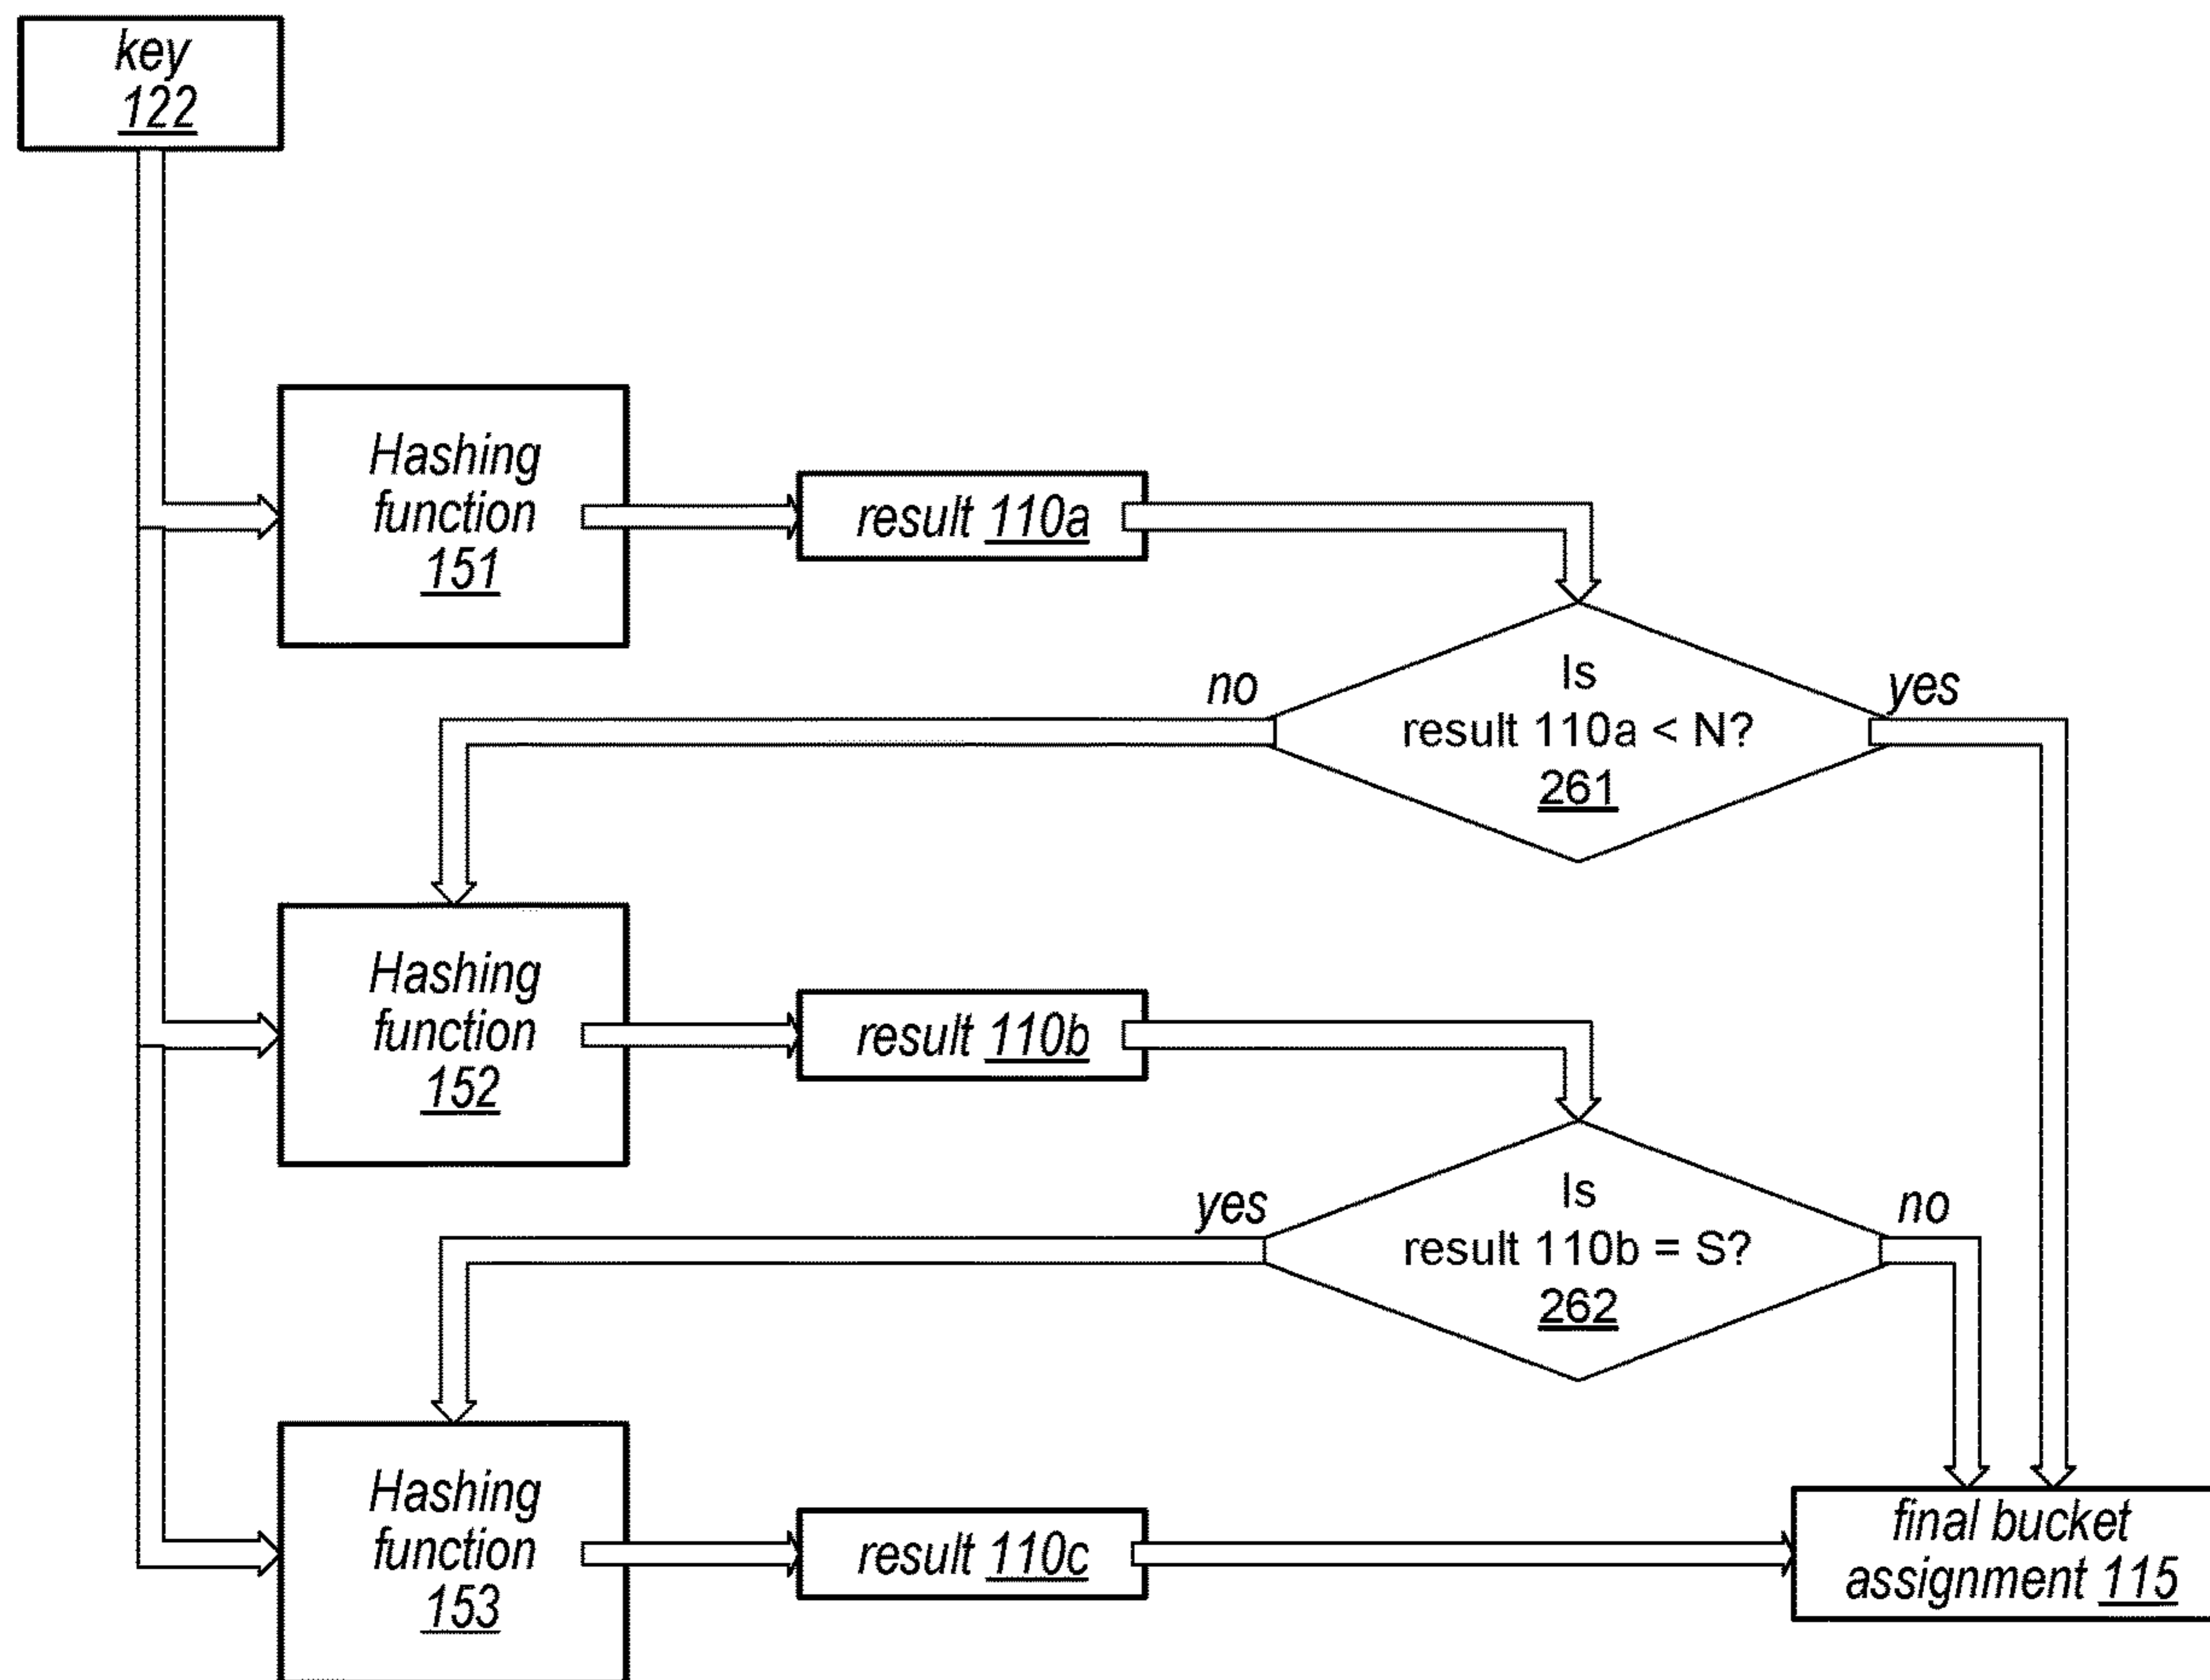 key
122
Hashing
function
151
result 110a
Is
result 110a < N?
261
no
yes
Hashing
function
152
result 110b
Is
result 110b = S?
262
yes
no
Hashing
function
153
result 110c
final bucket
assignment 115